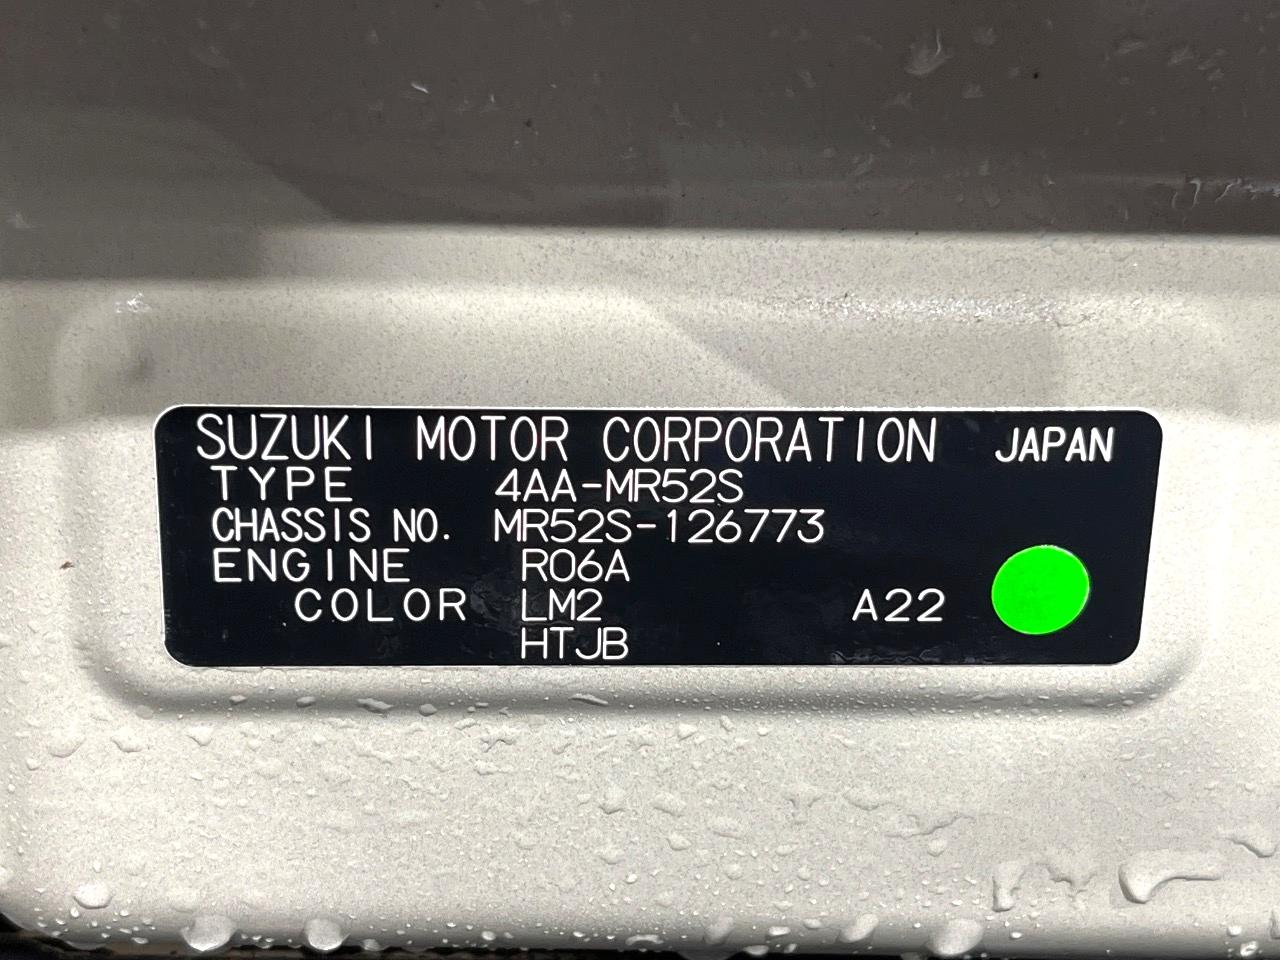 SUZUKI MOTOR CORPORATION JAPAN
TYPE 4AA-MR52S
CHASSIS NO. MR52S-126773
ENGINE R06A
COLOR LM2 A22
HTJB